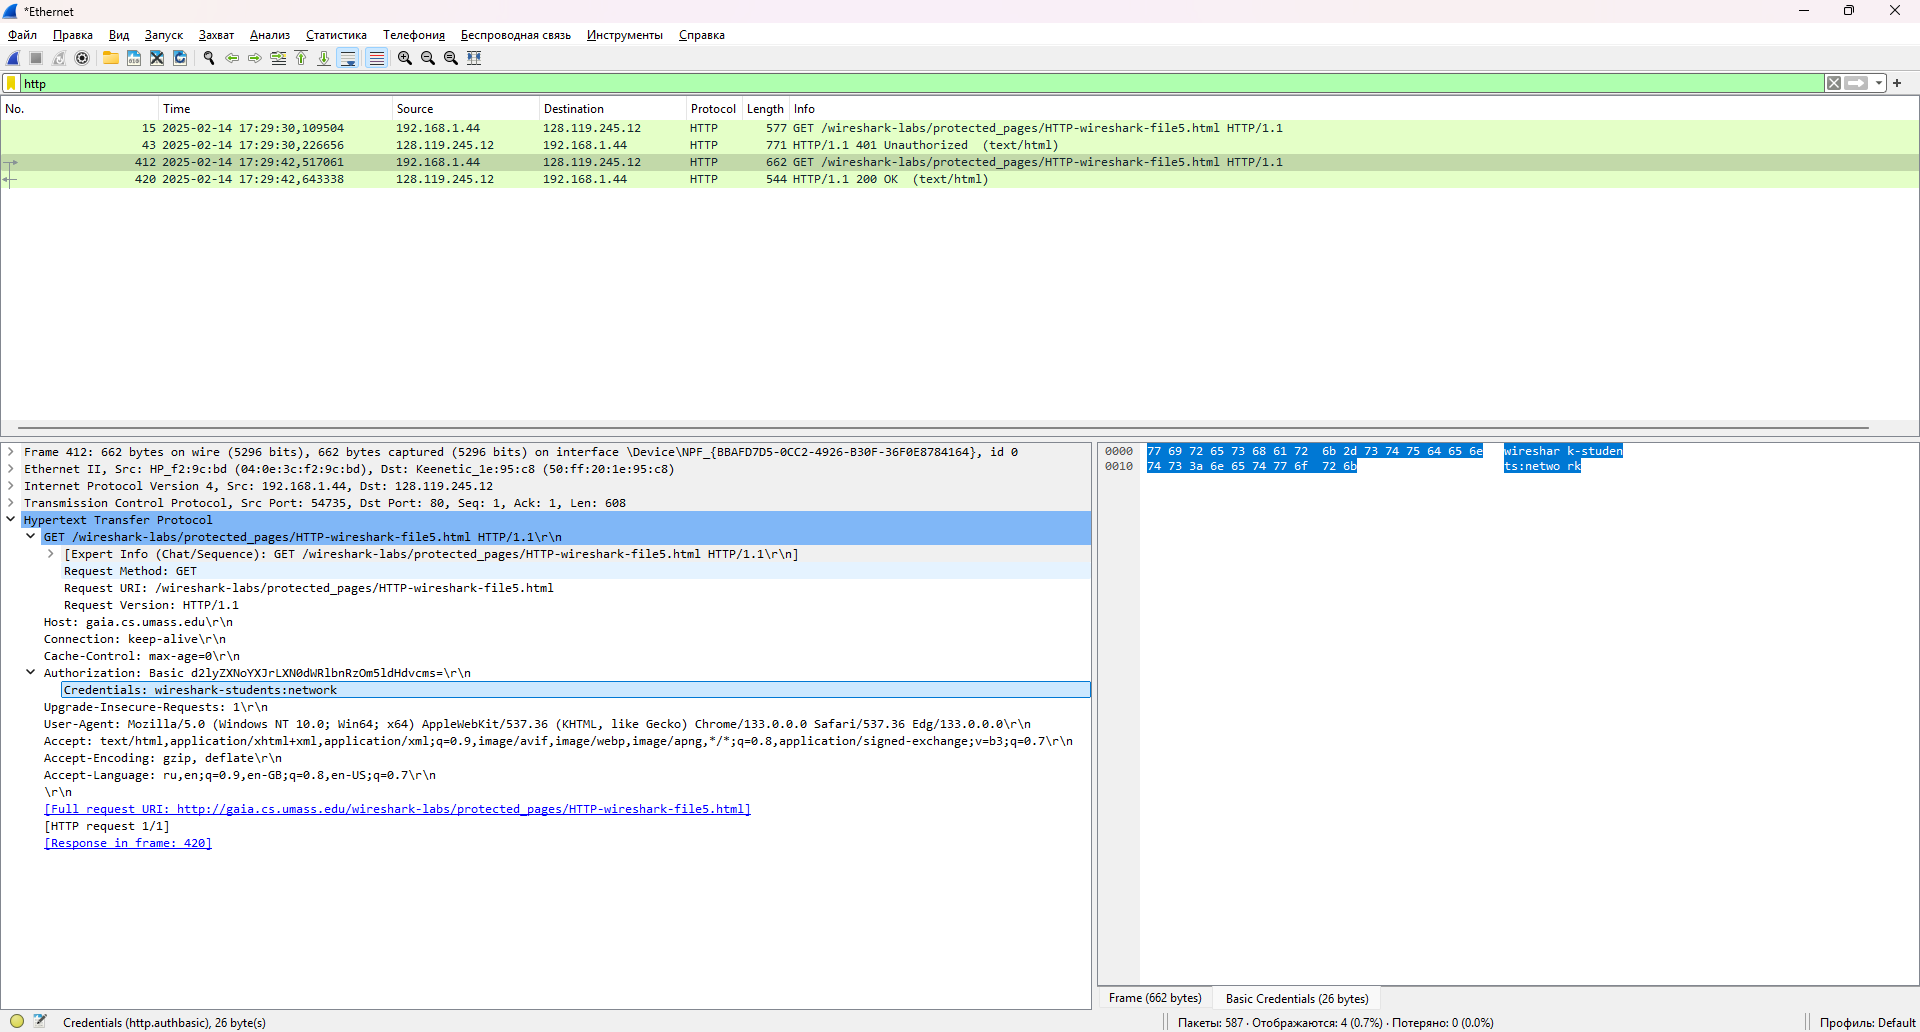 *Ethernet
Файл Правка Вид Запуск Захват Анализ Статистика Телефония Беспроводная связь Инструменты Справка
http
No. Time Source Destination Protocol Length Info
15 2025-02-14 17:29:30,109504 192.168.1.44 128.119.245.12 HTTP 577 GET /wireshark-labs/protected_pages/HTTP-wireshark-file5.html HTTP/1.1
43 2025-02-14 17:29:30,226656 128.119.245.12 192.168.1.44 HTTP 771 HTTP/1.1 401 Unauthorized (text/html)
412 2025-02-14 17:29:42,517061 192.168.1.44 128.119.245.12 HTTP 662 GET /wireshark-labs/protected_pages/HTTP-wireshark-file5.html HTTP/1.1
420 2025-02-14 17:29:42,643338 128.119.245.12 192.168.1.44 HTTP 544 HTTP/1.1 200 OK (text/html)
Frame 412: 662 bytes on wire (5296 bits), 662 bytes captured (5296 bits) on interface \Device\NPF_{BBAFD7D5-0CC2-4926-B30F-36F0E8784164}, id 0
Ethernet II, Src: HP_f2:9c:bd (04:0e:3c:f2:9c:bd), Dst: Keenetic_1e:95:c8 (50:ff:20:1e:95:c8)
Internet Protocol Version 4, Src: 192.168.1.44, Dst: 128.119.245.12
Transmission Control Protocol, Src Port: 54735, Dst Port: 80, Seq: 1, Ack: 1, Len: 608
Hypertext Transfer Protocol
GET /wireshark-labs/protected_pages/HTTP-wireshark-file5.html HTTP/1.1\r\n
[Expert Info (Chat/Sequence): GET /wireshark-labs/protected_pages/HTTP-wireshark-file5.html HTTP/1.1\r\n]
Request Method: GET
Request URI: /wireshark-labs/protected_pages/HTTP-wireshark-file5.html
Request Version: HTTP/1.1
Host: gaia.cs.umass.edu\r\n
Connection: keep-alive\r\n
Cache-Control: max-age=0\r\n
Authorization: Basic d2lyZXNoYXJrLXN0dWRlbnRzOm5ldHdvcms=\r\n
Credentials: wireshark-students:network
Upgrade-Insecure-Requests: 1\r\n
User-Agent: Mozilla/5.0 (Windows NT 10.0; Win64; x64) AppleWebKit/537.36 (KHTML, like Gecko) Chrome/133.0.0.0 Safari/537.36 Edg/133.0.0.0\r\n
Accept: text/html,application/xhtml+xml,application/xml;q=0.9,image/avif,image/webp,image/apng,*/*;q=0.8,application/signed-exchange;v=b3;q=0.7\r\n
Accept-Encoding: gzip, deflate\r\n
Accept-Language: ru,en;q=0.9,en-GB;q=0.8,en-US;q=0.7\r\n
\r\n
[Full request URI: http://gaia.cs.umass.edu/wireshark-labs/protected_pages/HTTP-wireshark-file5.html]
[HTTP request 1/1]
[Response in frame: 420]
0000 77 69 72 65 73 68 61 72 6b 2d 73 74 75 64 65 6e wireshar k-studen
0010 74 73 3a 6e 65 74 77 6f 72 6b ts:netwo rk
Frame (662 bytes) Basic Credentials (26 bytes)
Credentials (http.authbasic), 26 byte(s) Пакеты: 587 · Отображаются: 4 (0.7%) · Потеряно: 0 (0.0%) Профиль: Default